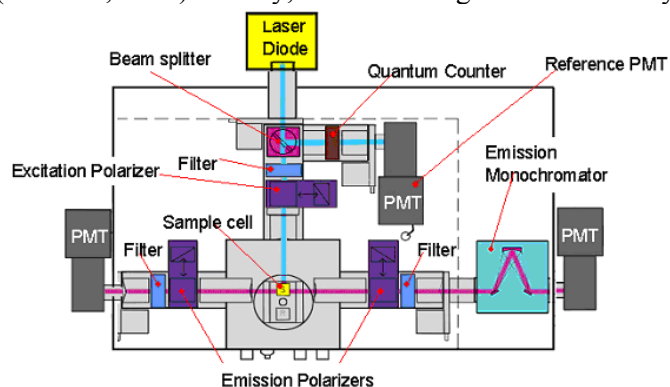 Laser
Diode
Beam splitter
Quantum Counter
Reference PMT
Filter
Excitation Polarizer
Emission
Monochromator
Sample cell
PMT
PMT
PMT
Filter
Filter
Emission Polarizers